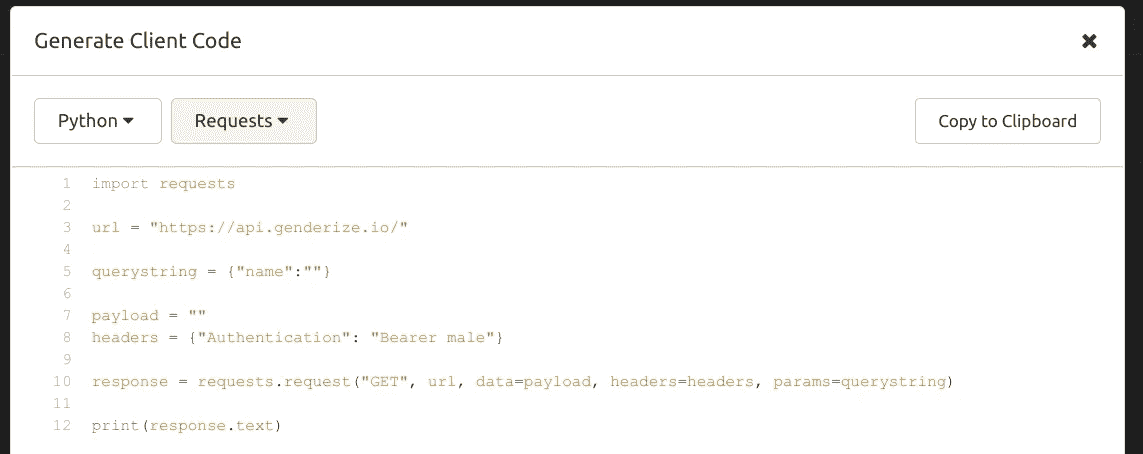 Generate Client Code ✖
Python ▾ Requests ▾ Copy to Clipboard
1 import requests
2
3 url = "https://api.genderize.io/"
4
5 querystring = {"name":""}
6
7 payload = ""
8 headers = {"Authentication": "Bearer male"}
9
10 response = requests.request("GET", url, data=payload, headers=headers, params=querystring)
11
12 print(response.text)